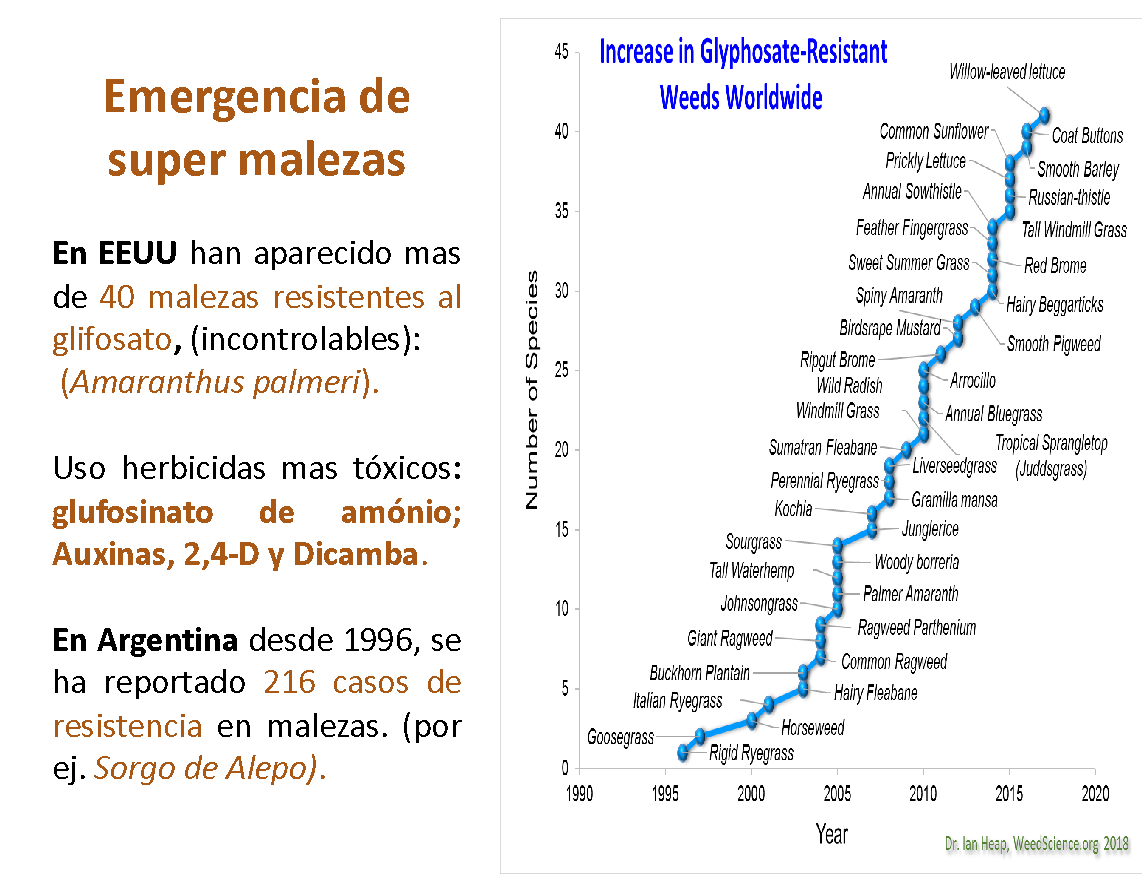 Emergencia de
super malezas
En EEUU han aparecido mas
de 40 malezas resistentes al
glifosato, (incontrolables):
(Amaranthus palmeri).
Uso herbicidas mas tóxicos:
glufosinato de amónio;
Auxinas, 2,4-D y Dicamba.
En Argentina desde 1996, se
ha reportado 216 casos de
resistencia en malezas. (por
ej. Sorgo de Alepo).
Increase in Glyphosate-Resistant
Weeds Worldwide
Number of Species
45
40
35
30
25
20
15
10
5
0
Willow-leaved lettuce
Common Sunflower
Coat Buttons
Prickly Lettuce
Smooth Barley
Annual Sowthistle
Russian-thistle
Feather Fingergrass
Tall Windmill Grass
Sweet Summer Grass
Red Brome
Spiny Amaranth
Hairy Beggarticks
Birdsrape Mustard
Smooth Pigweed
Ripgut Brome
Wild Radish
Arrocillo
Windmill Grass
Annual Bluegrass
Sumatran Fleabane
Tropical Sprangletop
(Juddsgrass)
Liverseedgrass
Perennial Ryegrass
Gramilla mansa
Kochia
Junglerice
Sourgrass
Woody borreria
Tall Waterhemp
Palmer Amaranth
Johnsongrass
Ragweed Parthenium
Giant Ragweed
Common Ragweed
Buckhorn Plantain
Hairy Fleabane
Italian Ryegrass
Horseweed
Goosegrass
Rigid Ryegrass
1990 1995 2000 2005 2010 2015 2020
Year
Dr. Ian Heap, WeedScience.org 2018